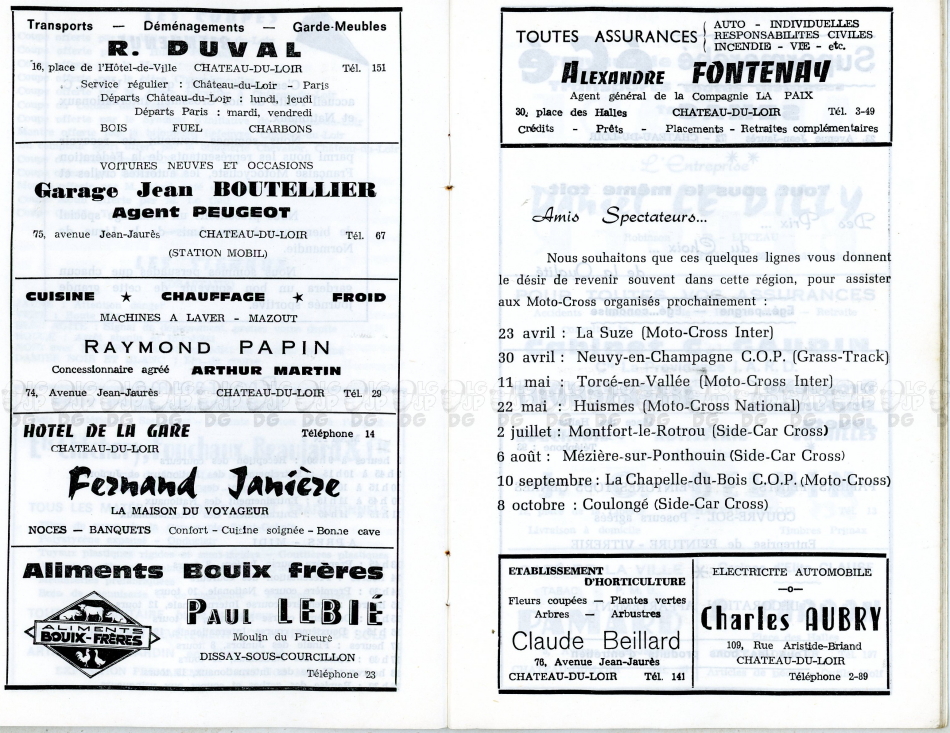 Transports — Déménagements — Garde-Meubles
R. DUVAL
16, place de l'Hôtel-de-Ville CHATEAU-DU-LOIR Tél. 151
Service régulier : Château-du-Loir - Paris
Départs Château-du-Loir : lundi, jeudi
Départs Paris : mardi, vendredi
BOIS FUEL CHARBONS
VOITURES NEUVES ET OCCASIONS
Garage Jean BOUTELLIER
Agent PEUGEOT
75, avenue Jean-Jaurès CHATEAU-DU-LOIR Tél. 67
(STATION MOBIL)
CUISINE ★ CHAUFFAGE ★ FROID
MACHINES A LAVER - MAZOUT
RAYMOND PAPIN
Concessionnaire agréé ARTHUR MARTIN
74, Avenue Jean-Jaurès - CHATEAU-DU-LOIR Tél. 29
HOTEL DE LA GARE Téléphone 14
CHATEAU-DU-LOIR
Fernand Janière
LA MAISON DU VOYAGEUR
NOCES — BANQUETS Confort - Cuisine soignée - Bonne cave
Aliments Bouix frères
ALIMENTS
BOUIX-FRÈRES
PAUL LEBIÉ
Moulin du Prieuré
DISSAY-SOUS-COURCILLON
Téléphone 23
TOUTES ASSURANCES
AUTO - INDIVIDUELLES
RESPONSABILITES CIVILES
INCENDIE - VIE - etc.
ALEXANDRE FONTENAY
Agent général de la Compagnie LA PAIX
30, place des Halles CHATEAU-DU-LOIR Tél. 3-49
Crédits - Prêts Placements - Retraites complémentaires
Amis Spectateurs...
Nous souhaitons que ces quelques lignes vous donnent
le désir de revenir souvent dans cette région, pour assister
aux Moto-Cross organisés prochainement :
23 avril : La Suze (Moto-Cross Inter)
30 avril : Neuvy-en-Champagne C.O.P. (Grass-Track)
11 mai : Torcé-en-Vallée (Moto-Cross Inter)
22 mai : Huismes (Moto-Cross National)
2 juillet : Montfort-le-Rotrou (Side-Car Cross)
6 août : Mézière-sur-Ponthouin (Side-Car Cross)
10 septembre : La Chapelle-du-Bois C.O.P. (Moto-Cross)
8 octobre : Coulongé (Side-Car Cross)
ETABLISSEMENT
D'HORTICULTURE
Fleurs coupées — Plantes vertes
Arbres — Arbustres
Claude Beillard
76, Avenue Jean-Jaurès
CHATEAU-DU-LOIR Tél. 141
ELECTRICITE AUTOMOBILE
—o—
Charles AUBRY
109, Rue Aristide-Briand
CHATEAU-DU-LOIR
Téléphone 2-89